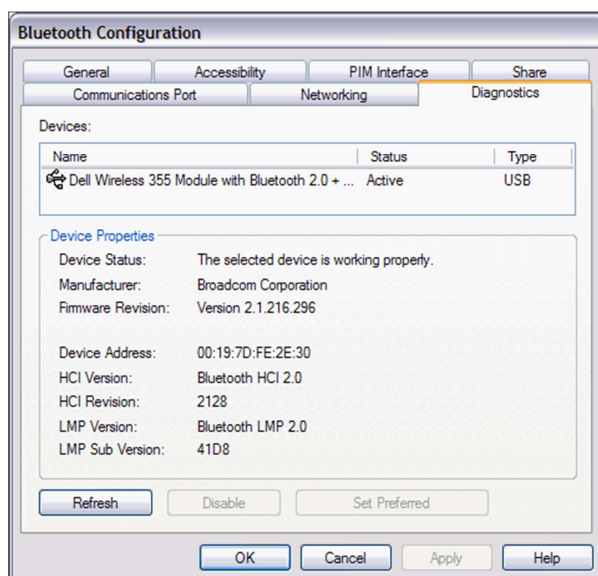 Bluetooth Configuration
General Accessibility PIM Interface Share
Communications Port Networking Diagnostics
Devices:
Name Status Type
Dell Wireless 355 Module with Bluetooth 2.0 + ... Active USB
Device Properties
Device Status: The selected device is working properly.
Manufacturer: Broadcom Corporation
Firmware Revision: Version 2.1.216.296
Device Address: 00:19:7D:FE:2E:30
HCI Version: Bluetooth HCI 2.0
HCI Revision: 2128
LMP Version: Bluetooth LMP 2.0
LMP Sub Version: 41D8
Refresh Disable Set Preferred
OK Cancel Apply Help